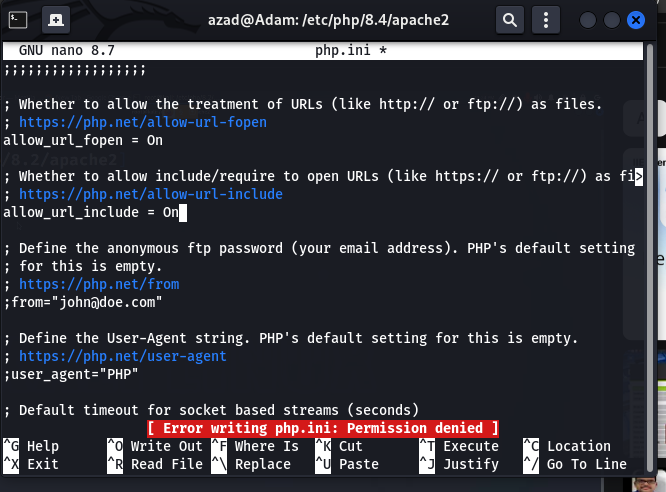 azad@Adam: /etc/php/8.4/apache2
GNU nano 8.7 php.ini *
;;;;;;;;;;;;;;;;;;
; Whether to allow the treatment of URLs (like http:// or ftp://) as files.
; https://php.net/allow-url-fopen
allow_url_fopen = On
; Whether to allow include/require to open URLs (like https:// or ftp://) as fi>
; https://php.net/allow-url-include
allow_url_include = On
; Define the anonymous ftp password (your email address). PHP's default setting
; for this is empty.
; https://php.net/from
;from="john@doe.com"
; Define the User-Agent string. PHP's default setting for this is empty.
; https://php.net/user-agent
;user_agent="PHP"
; Default timeout for socket based streams (seconds)
[ Error writing php.ini: Permission denied ]
^G Help ^O Write Out ^F Where Is ^K Cut ^T Execute ^C Location
^X Exit ^R Read File ^\ Replace ^U Paste ^J Justify ^/ Go To Line